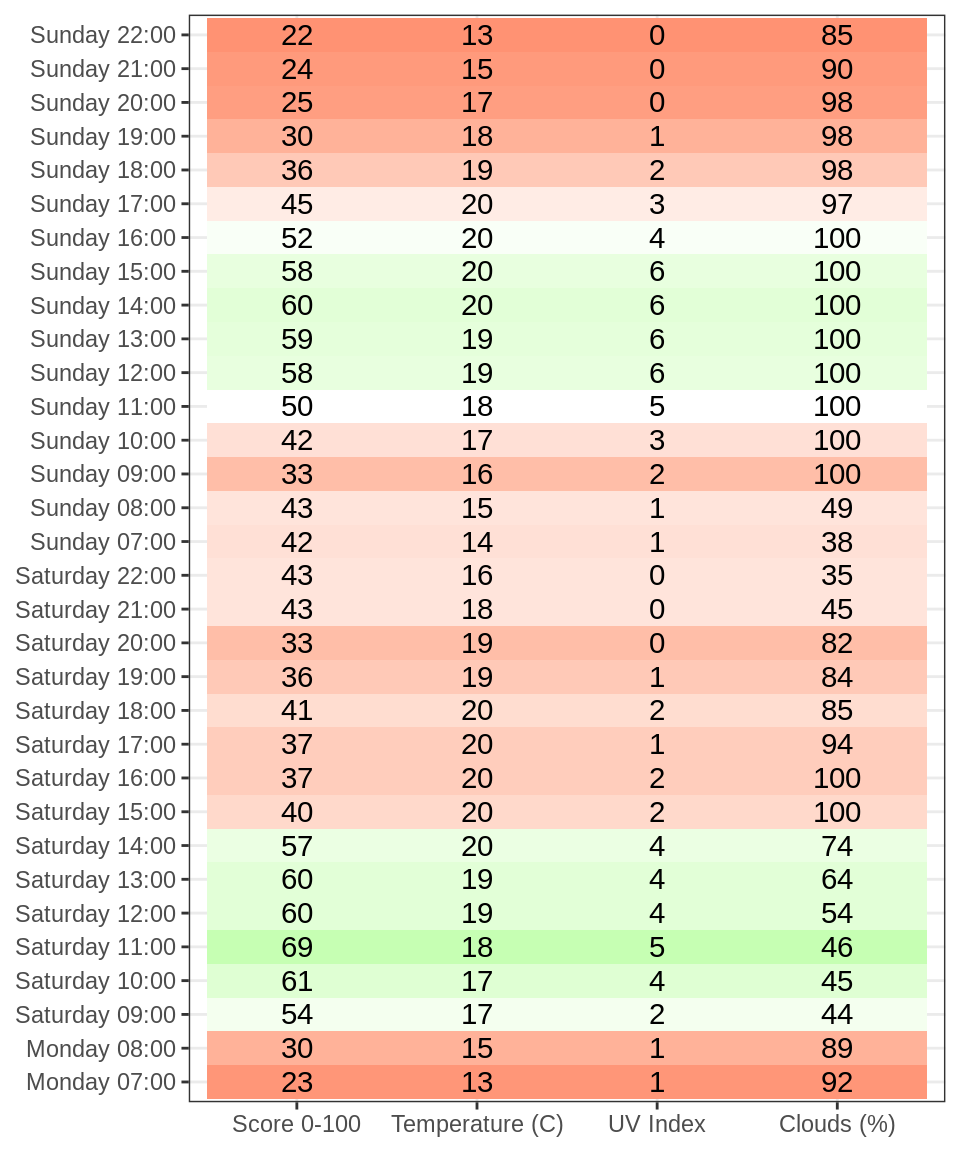 Sunday 22:00 22 13 0 85
Sunday 21:00 24 15 0 90
Sunday 20:00 25 17 0 98
Sunday 19:00 30 18 1 98
Sunday 18:00 36 19 2 98
Sunday 17:00 45 20 3 97
Sunday 16:00 52 20 4 100
Sunday 15:00 58 20 6 100
Sunday 14:00 60 20 6 100
Sunday 13:00 59 19 6 100
Sunday 12:00 58 19 6 100
Sunday 11:00 50 18 5 100
Sunday 10:00 42 17 3 100
Sunday 09:00 33 16 2 100
Sunday 08:00 43 15 1 49
Sunday 07:00 42 14 1 38
Saturday 22:00 43 16 0 35
Saturday 21:00 43 18 0 45
Saturday 20:00 33 19 0 82
Saturday 19:00 36 19 1 84
Saturday 18:00 41 20 2 85
Saturday 17:00 37 20 1 94
Saturday 16:00 37 20 2 100
Saturday 15:00 40 20 2 100
Saturday 14:00 57 20 4 74
Saturday 13:00 60 19 4 64
Saturday 12:00 60 19 4 54
Saturday 11:00 69 18 5 46
Saturday 10:00 61 17 4 45
Saturday 09:00 54 17 2 44
Monday 08:00 30 15 1 89
Monday 07:00 23 13 1 92
Score 0-100 Temperature (C) UV Index Clouds (%)